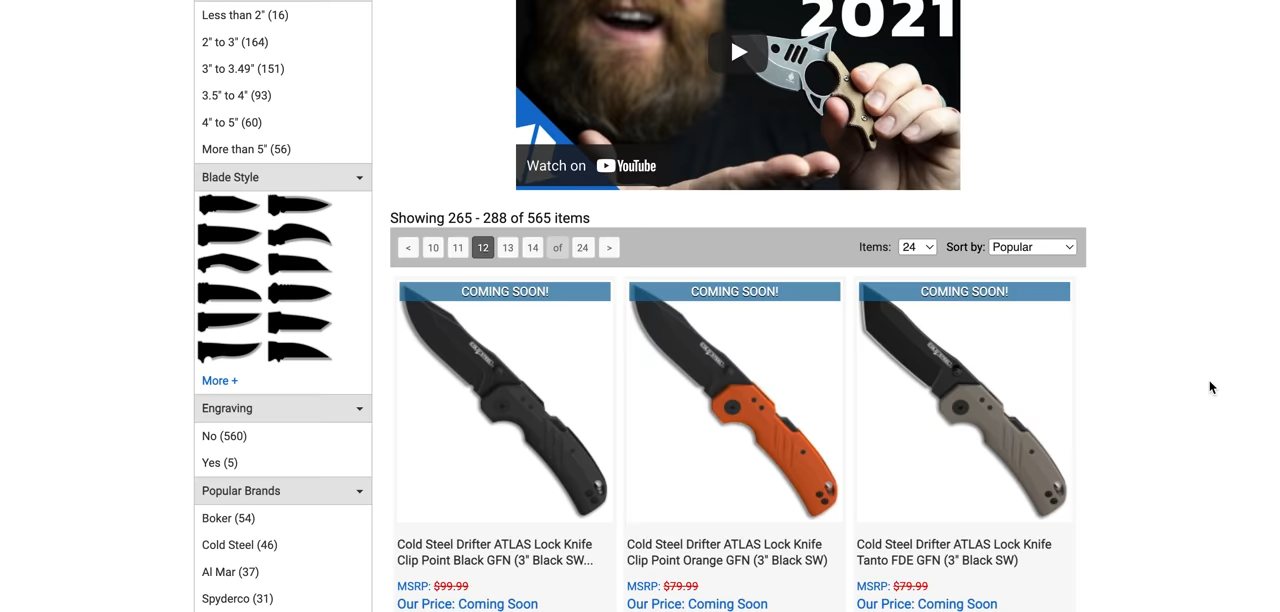 Less than 2" (16)
2" to 3" (164)
3" to 3.49" (151)
3.5" to 4" (93)
4" to 5" (60)
More than 5" (56)
Blade Style
More +
Engraving
No (560)
Yes (5)
Popular Brands
Boker (54)
Cold Steel (46)
Al Mar (37)
Spyderco (31)
2021
Watch on YouTube
Showing 265 - 288 of 565 items
< 10 11 12 13 14 of 24 >
Items: 24 Sort by: Popular
COMING SOON!
Cold Steel Drifter ATLAS Lock Knife
Clip Point Black GFN (3" Black SW...
MSRP: $99.99
Our Price: Coming Soon
COMING SOON!
Cold Steel Drifter ATLAS Lock Knife
Clip Point Orange GFN (3" Black SW)
MSRP: $79.99
Our Price: Coming Soon
COMING SOON!
Cold Steel Drifter ATLAS Lock Knife
Tanto FDE GFN (3" Black SW)
MSRP: $79.99
Our Price: Coming Soon